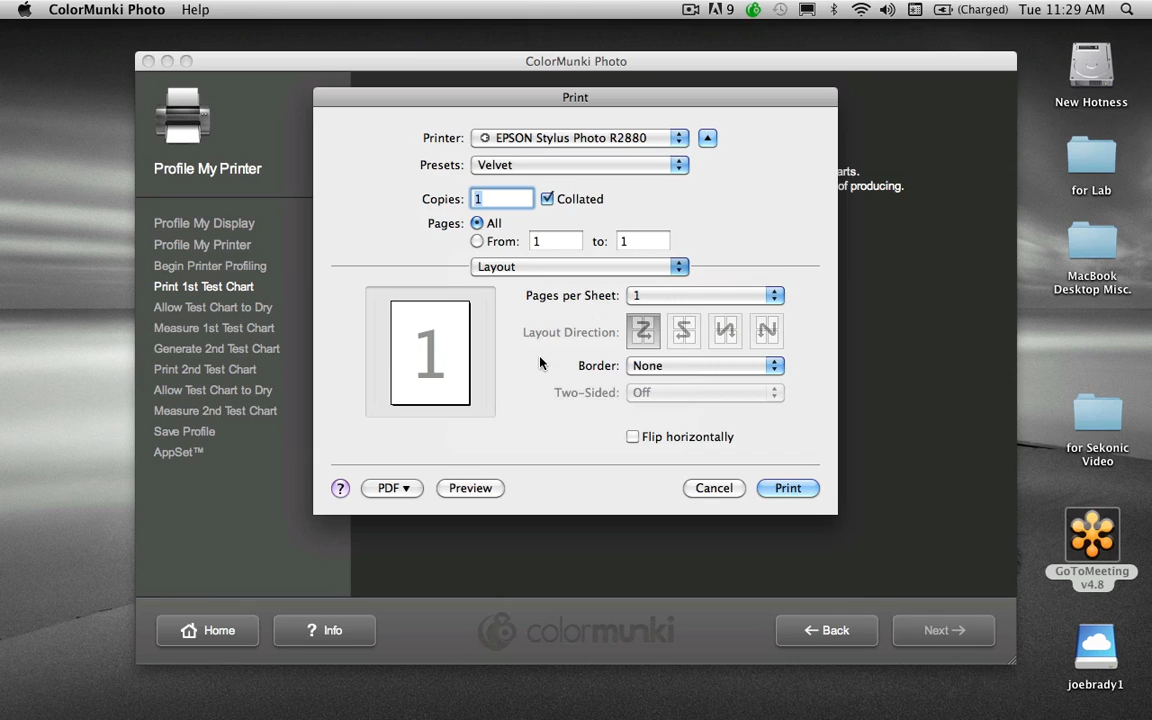 ColorMunki Photo Help 9 (Charged) Tue 11:29 AM
ColorMunki Photo
Print
Profile My Printer
Profile My Display
Profile My Printer
Begin Printer Profiling
Print 1st Test Chart
Allow Test Chart to Dry
Measure 1st Test Chart
Generate 2nd Test Chart
Print 2nd Test Chart
Allow Test Chart to Dry
Measure 2nd Test Chart
Save Profile
AppSet™
Printer: EPSON Stylus Photo R2880
Presets: Velvet
Copies: 1 Collated
Pages: All
From: 1 to: 1
Layout
Pages per Sheet: 1
Layout Direction:
Border: None
Two-Sided: Off
Flip horizontally
1
? PDF▾ Preview Cancel Print
arts.
of producing.
Home ? Info colormunki ← Back Next →
New Hotness
for Lab
MacBook
Desktop Misc.
for Sekonic
Video
GoToMeeting
v4.8
joebrady1